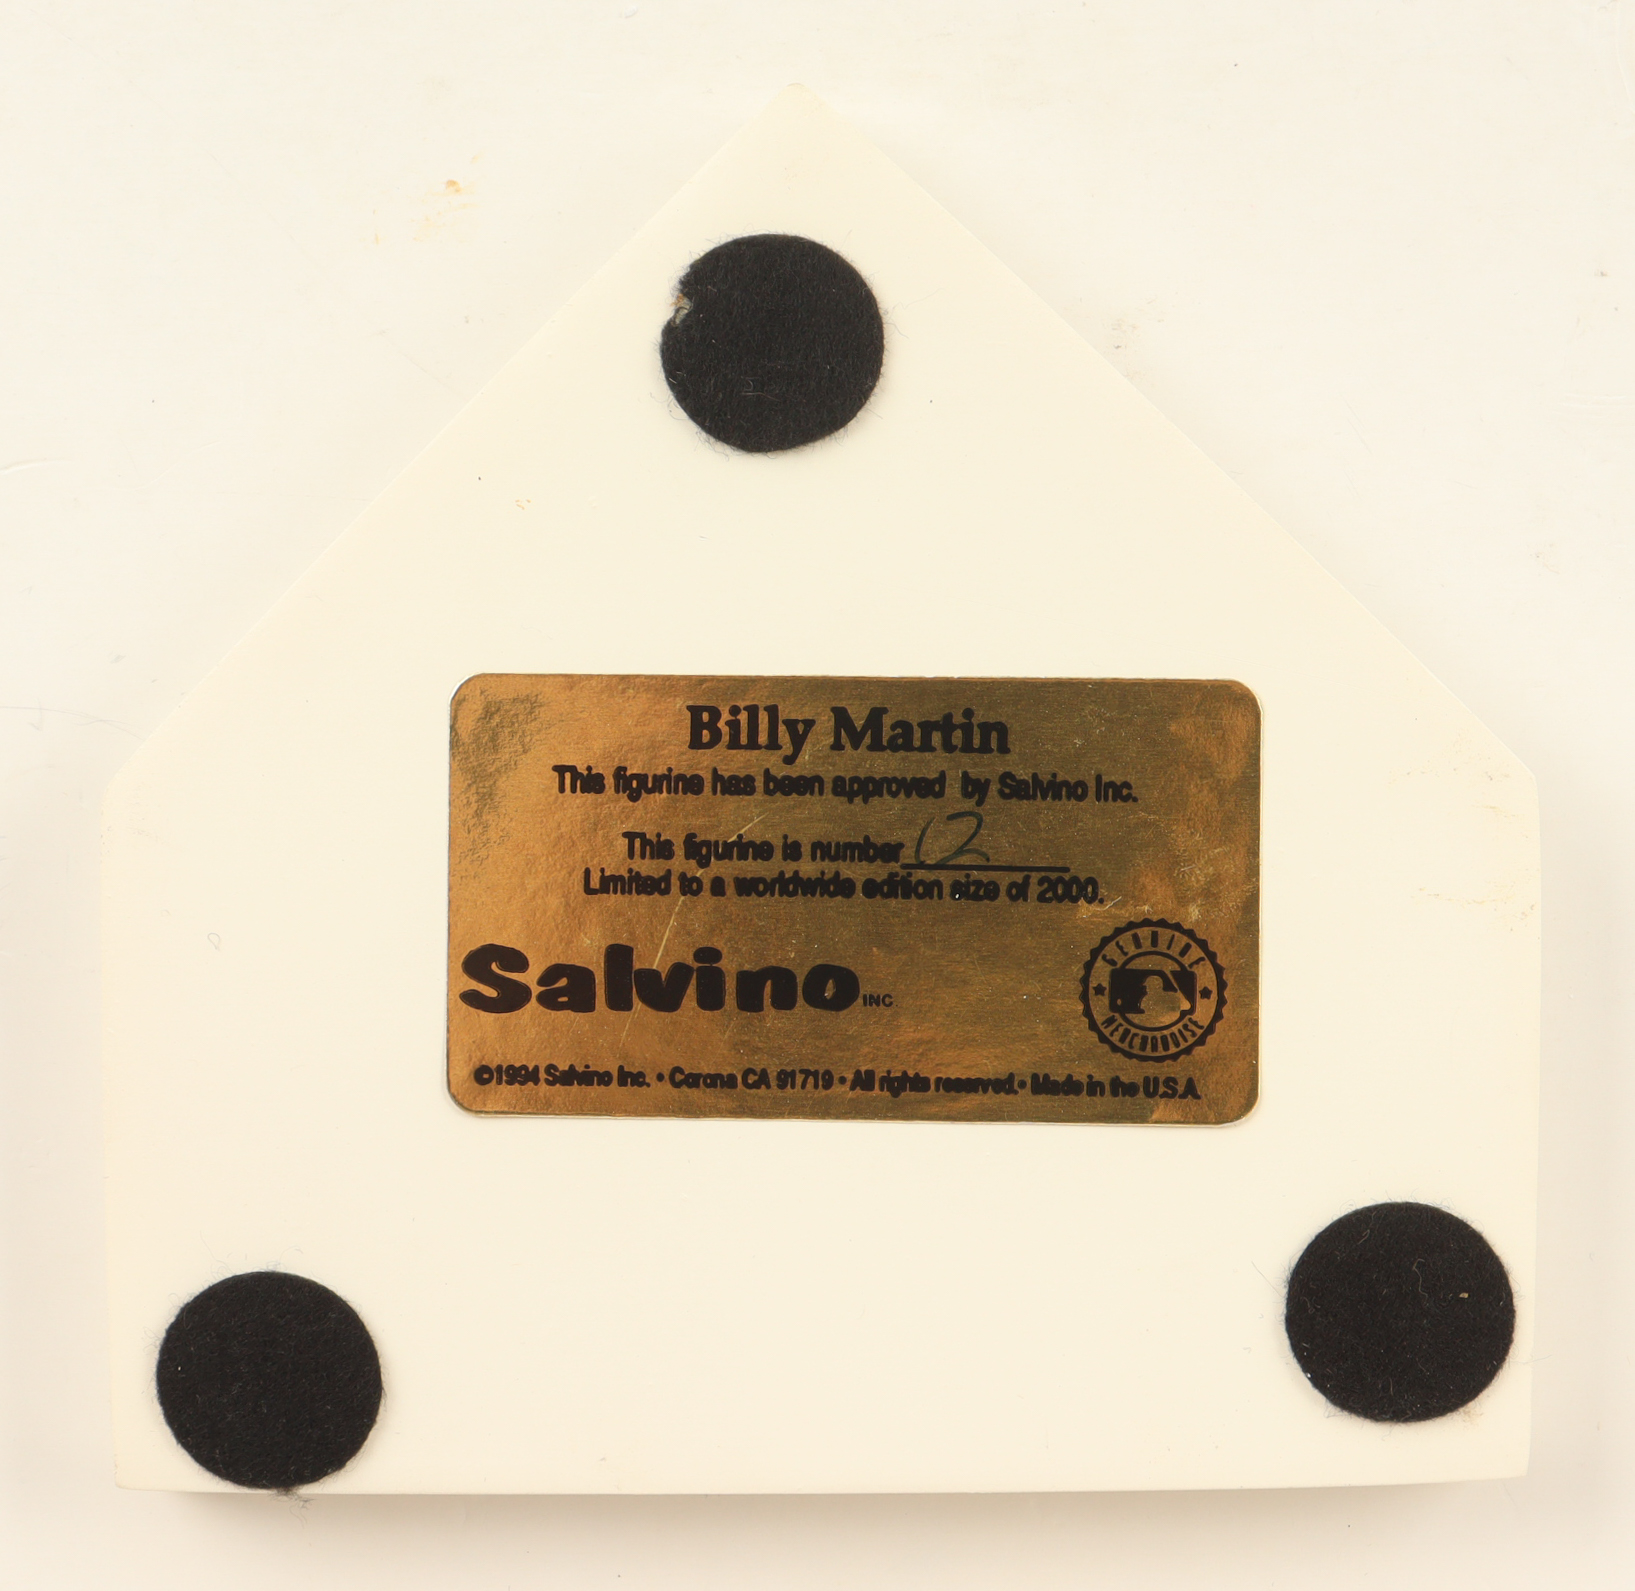 Billy Martin
This figurine has been approved by Salvino Inc.
This figurine is number 12
Limited to a worldwide edition size of 2000.
Salvino INC
GENUINE
MERCHANDISE
©1994 Salvino Inc. • Corona CA 91719 • All rights reserved. • Made in the U.S.A.